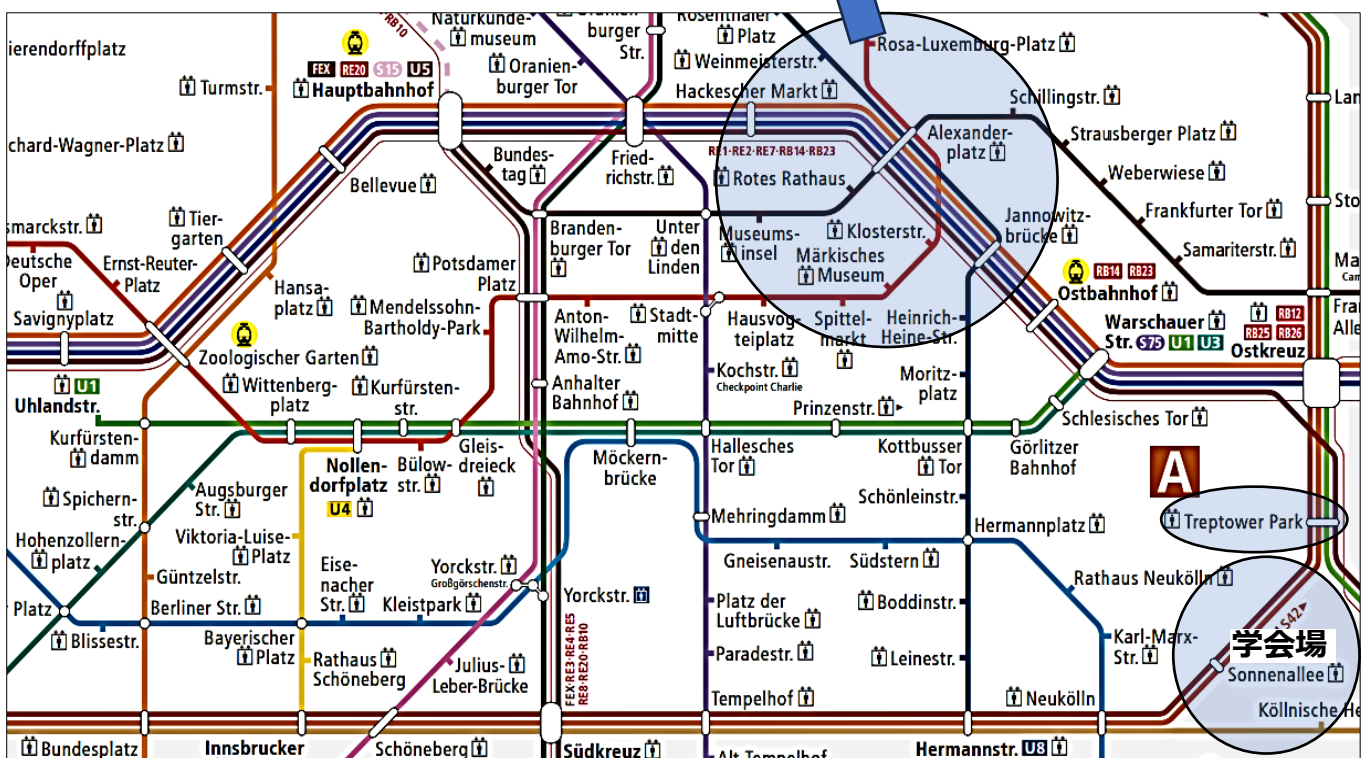 RB10
Naturkunde-
museum
burger
Str.
Rosenthaler
Platz
Rosa-Luxemburg-Platz
ierendorffplatz
Turmstr.
FEX RE20 S15 U5
Hauptbahnhof
Oranien-
burger Tor
Weinmeisterstr.
Hackescher Markt
Schillingstr.
Lan
chard-Wagner-Platz
Bellevue
Bundes-
tag
Fried-
richstr.
RE1·RE2·RE7·RB14·RB23
Rotes Rathaus
Alexander-
platz
Strausberger Platz
Weberwiese
Frankfurter Tor
Samariterstr.
Sto
smarckstr.
Deutsche
Oper
Ernst-Reuter-
Platz
Tier-
garten
Branden-
burger Tor
Unter
den
Linden
Museums-
insel
Klosterstr.
Märkisches
Museum
Jannowitz-
brücke
Savignyplatz
Hansa-
platz
Potsdamer
Platz
Mendelssohn-
Bartholdy-Park
Anton-
Wilhelm-
Amo-Str.
Stadt-
mitte
Hausvog-
teiplatz
Spittel-
markt
Heinrich-
Heine-Str.
RB14 RB23
Ostbahnhof
Warschauer
Str. S75 U1 U3
RB12
RB25 RB26
Ostkreuz
Ma
Fran
Alle
Zoologischer Garten
U1
Uhlandstr.
Wittenberg-
platz
Kurfürsten-
str.
Anhalter
Bahnhof
Kochstr.
Checkpoint Charlie
Prinzenstr.
Moritz-
platz
Schlesisches Tor
Kurfürsten-
damm
Nollen-
dorfplatz
U4
Bülow-
str.
Gleis-
dreieck
Möckern-
brücke
Hallesches
Tor
Kottbusser
Tor
Görlitzer
Bahnhof
A
Spichern-
str.
Augsburger
Str.
Schönleinstr.
Mehringdamm
Hermannplatz
Treptower Park
Hohenzollern-
platz
Viktoria-Luise-
Platz
Gneisenaustr.
Südstern
Güntzelstr.
Eise-
nacher
Str.
Kleistpark
Yorckstr.
Großgörschenstr.
Yorckstr.
Platz der
Luftbrücke
Boddinstr.
Rathaus Neukölln
Platz
Blissestr.
Berliner Str.
Bayerischer
Platz
Rathaus
Schöneberg
Julius-
Leber-Brücke
FEX·RE3·RE4·RE5
RE8·RE20·RB10
Paradestr.
Leinestr.
Karl-Marx-
Str.
S42
学会場
Sonnenallee
Tempelhof
Neukölln
Köllnische He
Bundesplatz
Innsbrucker
Schöneberg
Südkreuz
Alt-Tempelhof
Hermannstr. U8